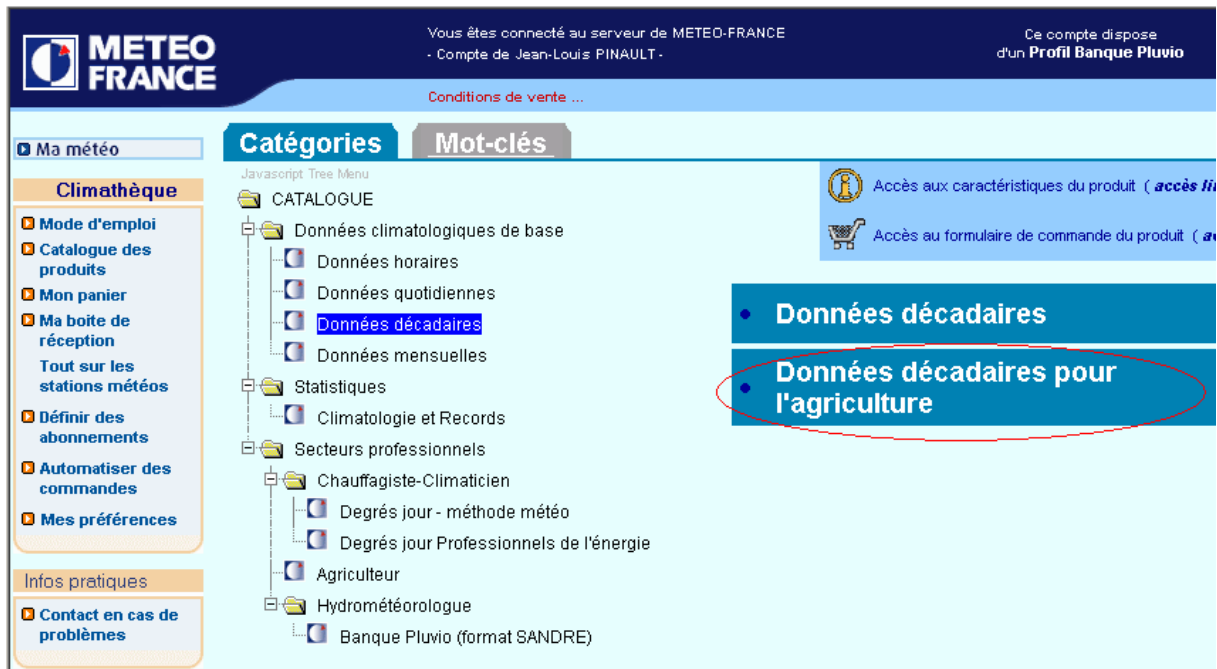 METEO
FRANCE
Vous êtes connecté au serveur de METEO-FRANCE
- Compte de Jean-Louis PINAULT -
Ce compte dispose
d'un Profil Banque Pluvio
Conditions de vente ...
Ma météo
Climathèque
Mode d'emploi
Catalogue des
produits
Mon panier
Ma boite de
réception
Tout sur les
stations météos
Définir des
abonnements
Automatiser des
commandes
Mes préférences
Infos pratiques
Contact en cas de
problèmes
Catégories
Mot-clés
Javascript Tree Menu
CATALOGUE
Données climatologiques de base
Données horaires
Données quotidiennes
Données décadaires
Données mensuelles
Statistiques
Climatologie et Records
Secteurs professionnels
Chauffagiste-Climaticien
Degrés jour - méthode météo
Degrés jour Professionnels de l'énergie
Agriculteur
Hydrométéorologue
Banque Pluvio (format SANDRE)
Accès aux caractéristiques du produit ( accès
Accès au formulaire de commande du produit (
Données décadaires
Données décadaires pour
l'agriculture